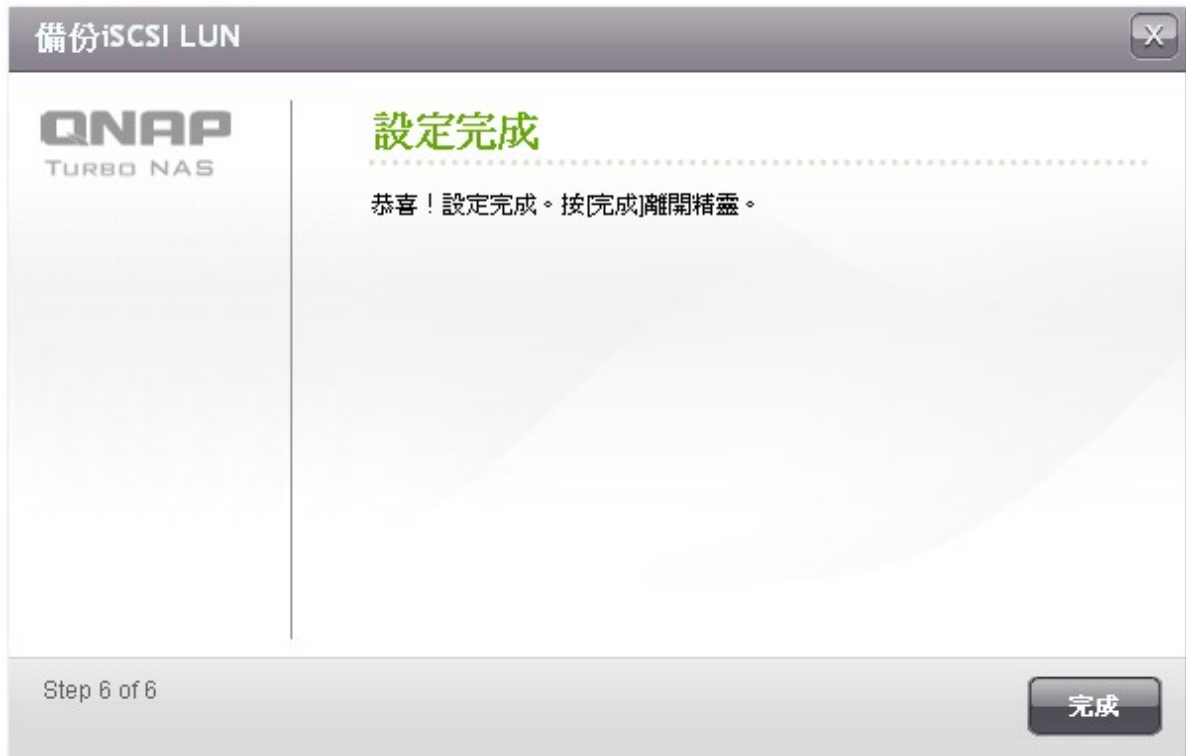 備份iSCSI LUN
X
QNAP
TURBO NAS
設定完成
恭喜！設定完成。按[完成]離開精靈。
Step 6 of 6
完成